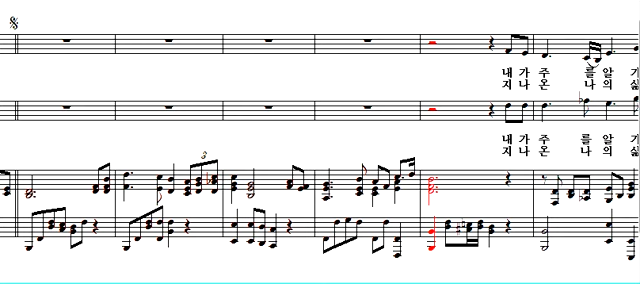 3
내 가 주 를 알 기
지 나 온 나 의 삶
내 가 주 를 알 기
지 나 온 나 의 삶